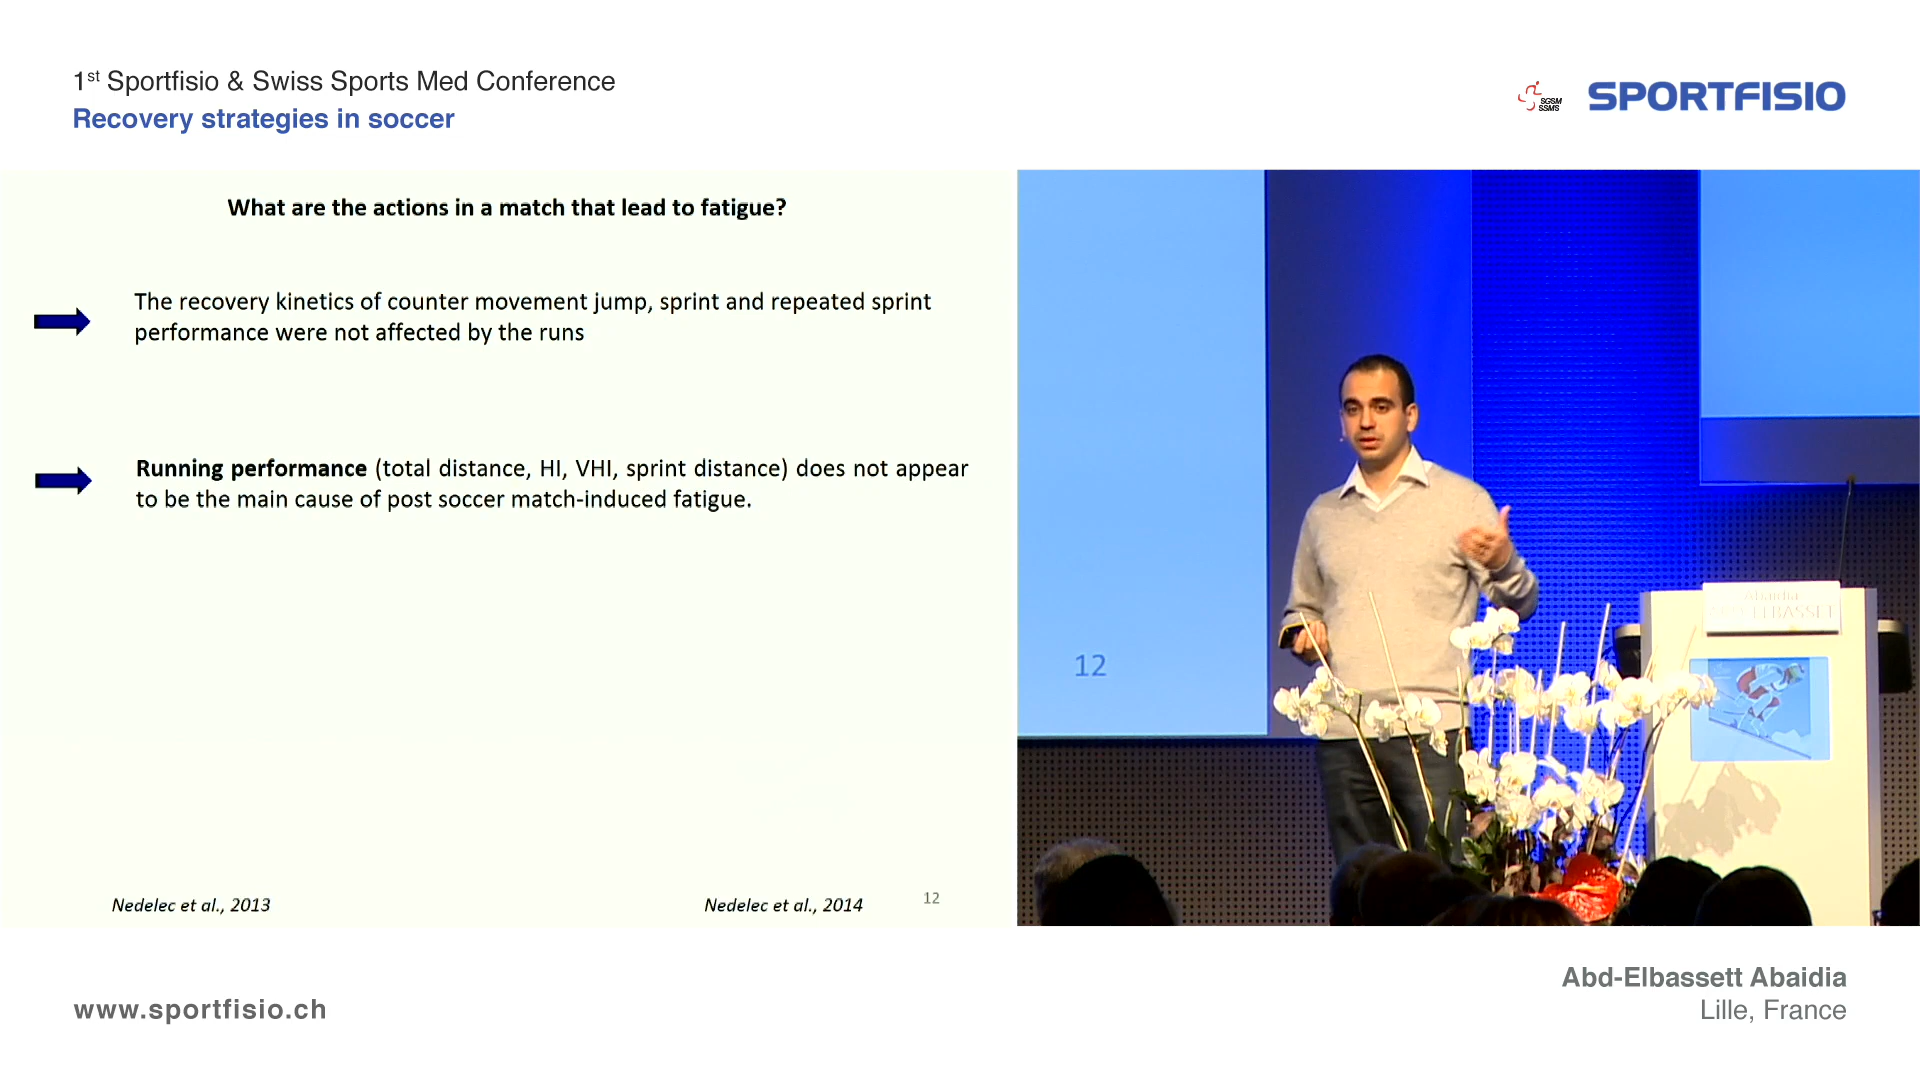 1st Sportfisio & Swiss Sports Med Conference
Recovery strategies in soccer
SGSM
SSMS
SPORTFISIO
What are the actions in a match that lead to fatigue?
The recovery kinetics of counter movement jump, sprint and repeated sprint
performance were not affected by the runs
Running performance (total distance, HI, VHI, sprint distance) does not appear
to be the main cause of post soccer match-induced fatigue.
Nedelec et al., 2013
Nedelec et al., 2014
12
12
Abaidia
Abd-Elbassett Abaidia
Lille, France
www.sportfisio.ch